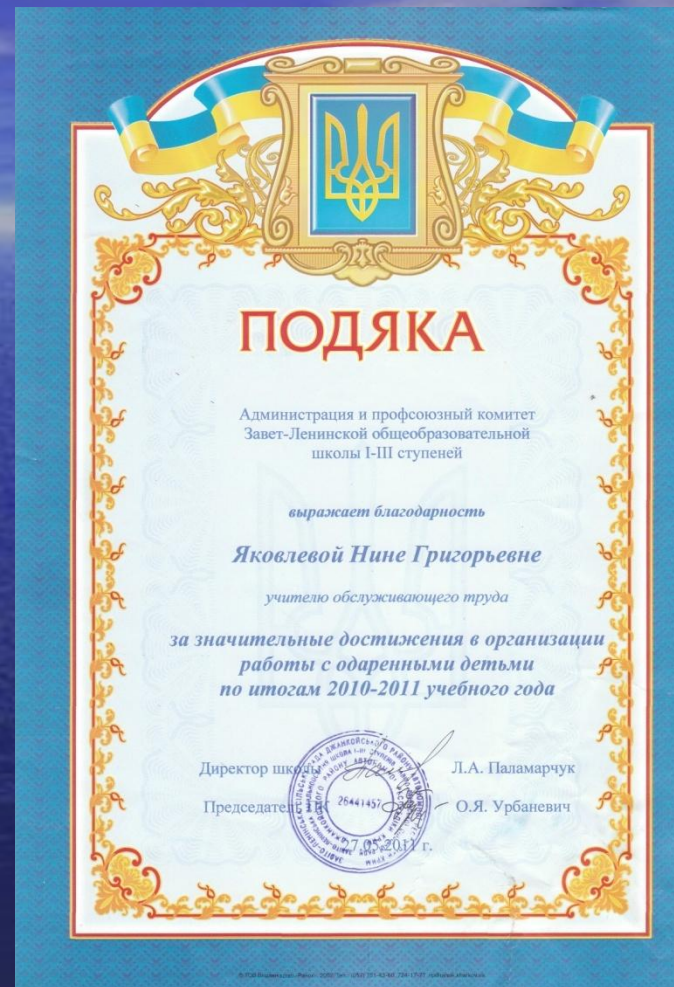 ПОДЯКА
Администрация и профсоюзный комитет
Завет-Ленинской общеобразовательной
школы I-III ступеней
выражает благодарность
Яковлевой Нине Григорьевне
учителю обслуживающего труда
за значительные достижения в организации
работы с одаренными детьми
по итогам 2010-2011 учебного года
Директор школы Л.А. Паламарчук
Председатель О.Я. Урбаневич
26441457
27.05.2011 г.